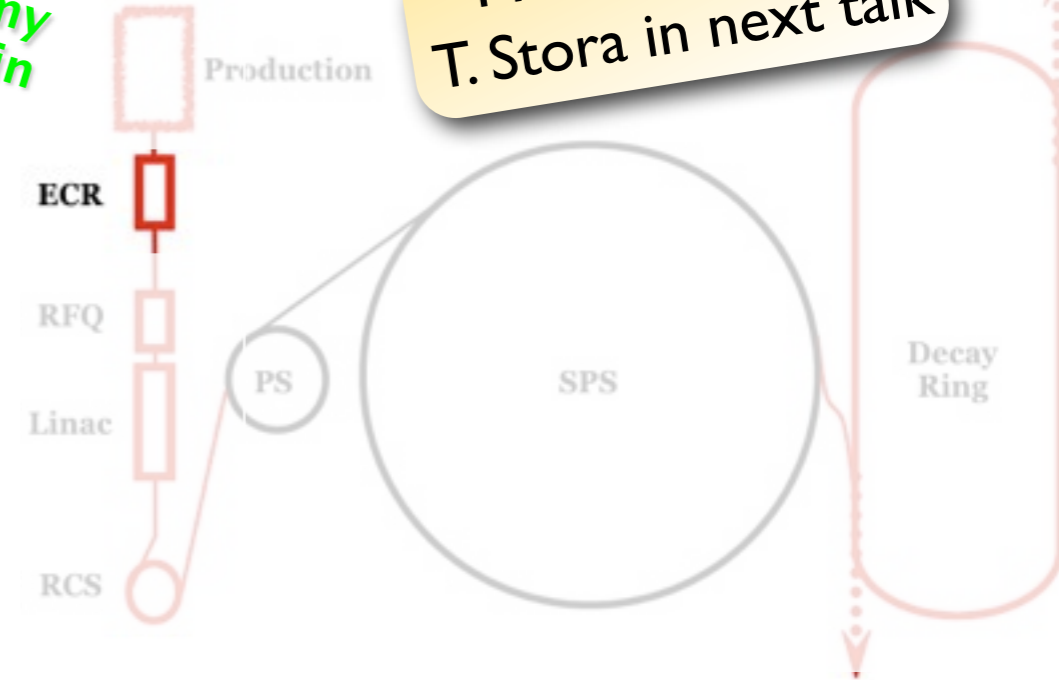 T. Stora in next talk
Production
ECR
RFQ
PS
SPS
Decay
Ring
Linac
RCS